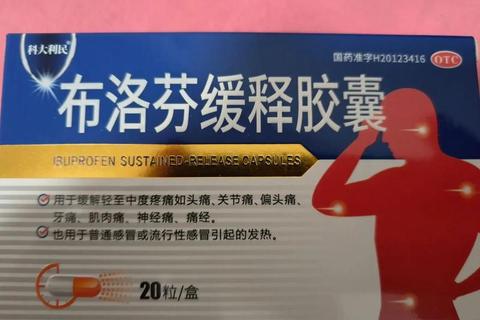 科大利民
国药准字H20123416
OTC
布洛芬缓释胶囊
IBUPROFEN SUSTAINED-RELEASE CAPSULES
用于缓解轻至中度疼痛如头痛、关节痛、偏头痛、
牙痛、肌肉痛、神经痛、痛经。
也用于普通感冒或流行性感冒引起的发热。
20粒/盒